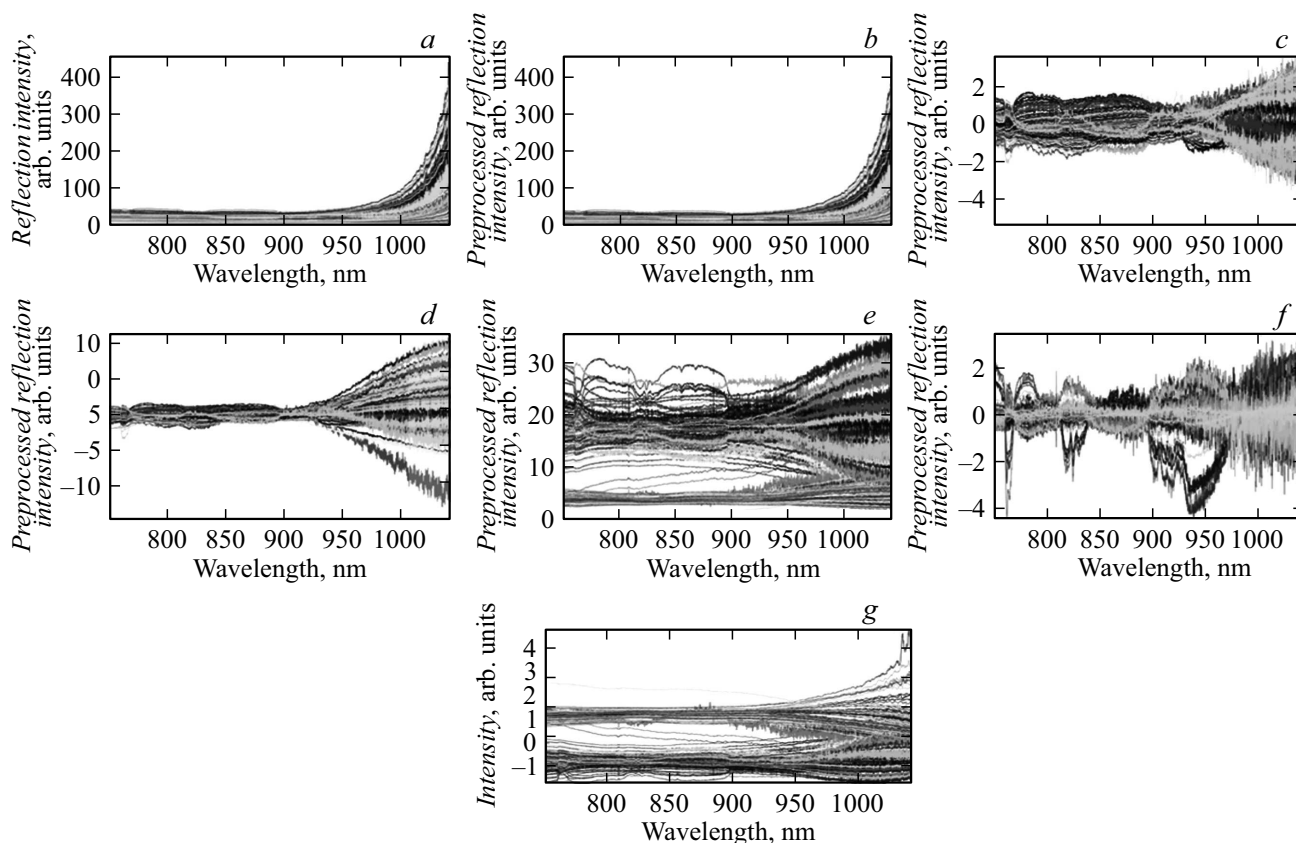 a
Reflection intensity,
arb. units
400
300
200
100
0
800 850 900 950 1000
Wavelength, nm
b
Preprocessed reflection
intensity, arb. units
400
300
200
100
0
800 850 900 950 1000
Wavelength, nm
c
Preprocessed reflection
intensity, arb. units
2
0
–2
–4
800 850 900 950 1000
Wavelength, nm
d
Preprocessed reflection
intensity, arb. units
10
0
5
–5
–10
800 850 900 950 1000
Wavelength, nm
e
Preprocessed reflection
intensity, arb. units
30
20
10
0
800 850 900 950 1000
Wavelength, nm
f
Preprocessed reflection
intensity, arb. units
2
0
–2
–4
800 850 900 950 1000
Wavelength, nm
g
Intensity, arb. units
4
3
2
1
0
–1
800 850 900 950 1000
Wavelength, nm